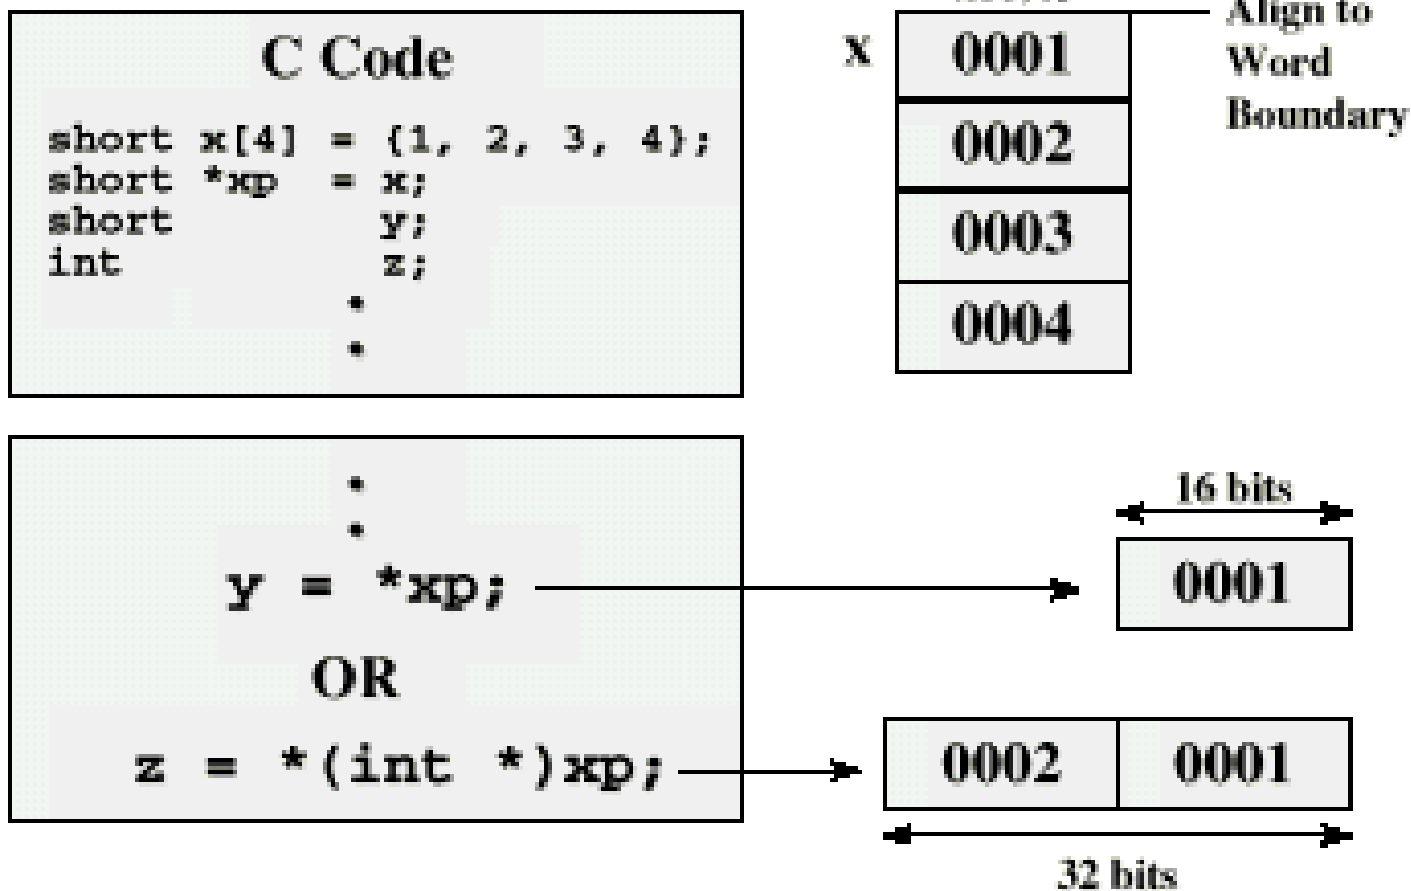 C Code
short x[4] = {1, 2, 3, 4};
short *xp = x;
short y;
int z;
x
0001
0002
0003
0004
Align to
Word
Boundary
y = *xp;
OR
z = *(int *)xp;
16 bits
0001
0002 0001
32 bits